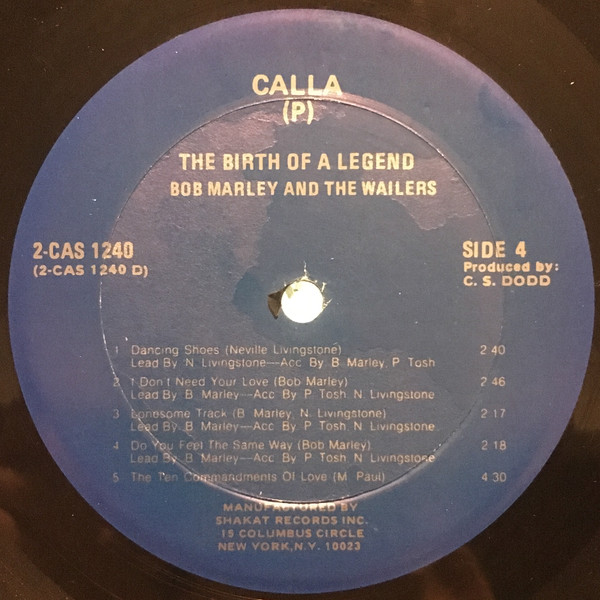 CALLA
(P)
THE BIRTH OF A LEGEND
BOB MARLEY AND THE WAILERS
2-CAS 1240
(2-CAS 1240 D)
SIDE 4
Produced by:
C. S. DODD
1 Dancing Shoes (Neville Livingstone) 2:40
Lead By N. Livingstone—Acc. By B. Marley, P. Tosh
2 I Don't Need Your Love (Bob Marley) 2:46
Lead By B. Marley—Acc. By P. Tosh, N. Livingstone
3 Lonesome Track (B. Marley, N. Livingstone) 2:17
Lead By B. Marley—Acc. By P. Tosh, N. Livingstone
4 Do You Feel The Same Way (Bob Marley) 2:18
Lead By B. Marley—Acc. By P. Tosh, N. Livingstone
5 The Ten Commandments Of Love (M. Paul) 4:30
MANUFACTURED BY
SHAKAT RECORDS INC.
15 COLUMBUS CIRCLE
NEW YORK, N.Y. 10023